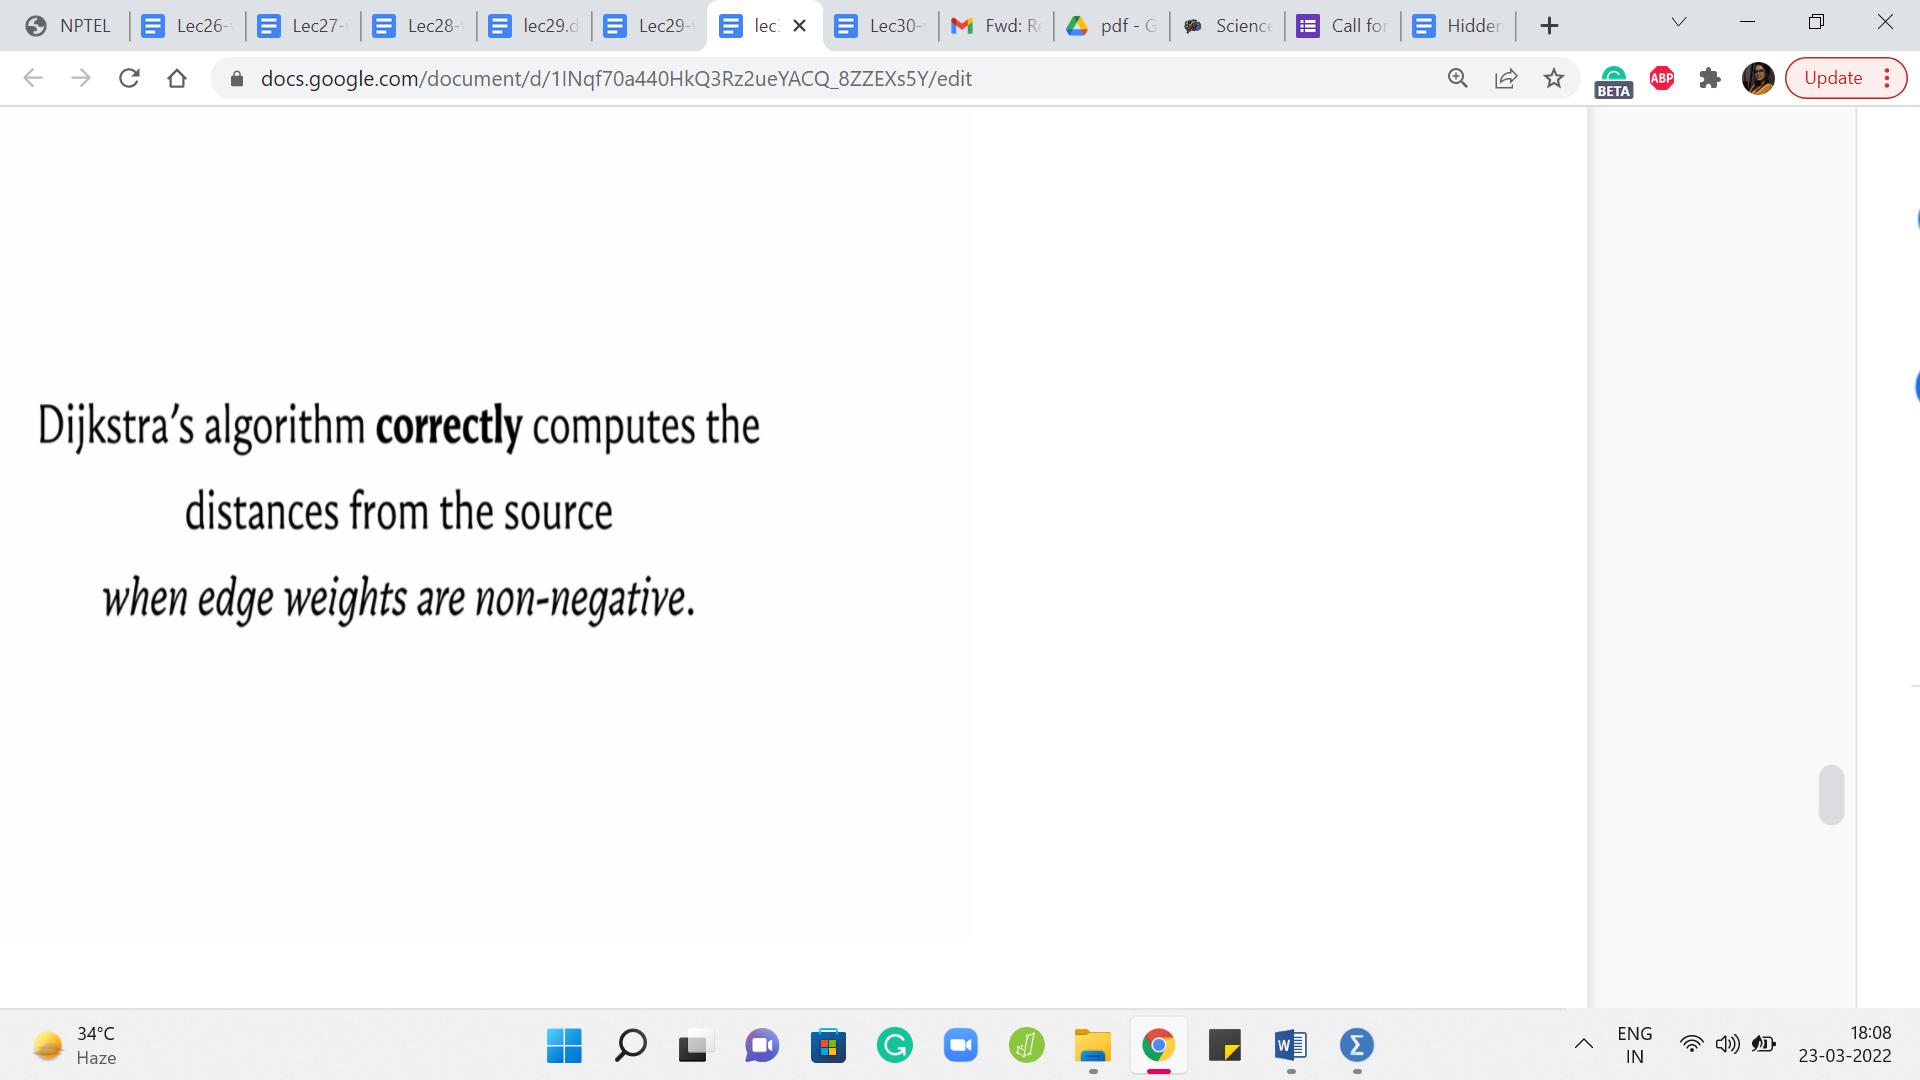 NPTEL
Lec26-
Lec27-
Lec28-
lec29.d
Lec29-
lec
Lec30-
Fwd: R
pdf - G
Science
Call for
Hidden
docs.google.com/document/d/1INqf70a440HkQ3Rz2ueYACQ_8ZZEXs5Y/edit
BETA
ABP
Update
Dijkstra’s algorithm correctly computes the
distances from the source
when edge weights are non-negative.
34°C
Haze
ENG
IN
18:08
23-03-2022